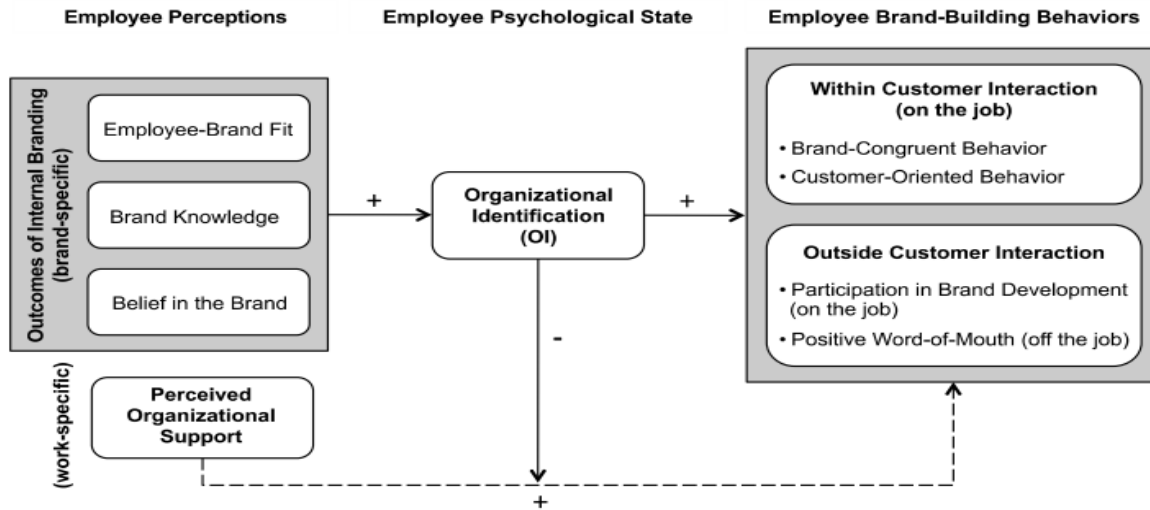 Employee Perceptions
Employee Psychological State
Employee Brand-Building Behaviors
Outcomes of Internal Branding
(brand-specific)
Employee-Brand Fit
Brand Knowledge
Belief in the Brand
+
Organizational
Identification
(OI)
+
Within Customer Interaction
(on the job)
• Brand-Congruent Behavior
• Customer-Oriented Behavior
Outside Customer Interaction
• Participation in Brand Development
(on the job)
• Positive Word-of-Mouth (off the job)
-
(work-specific)
Perceived
Organizational
Support
+